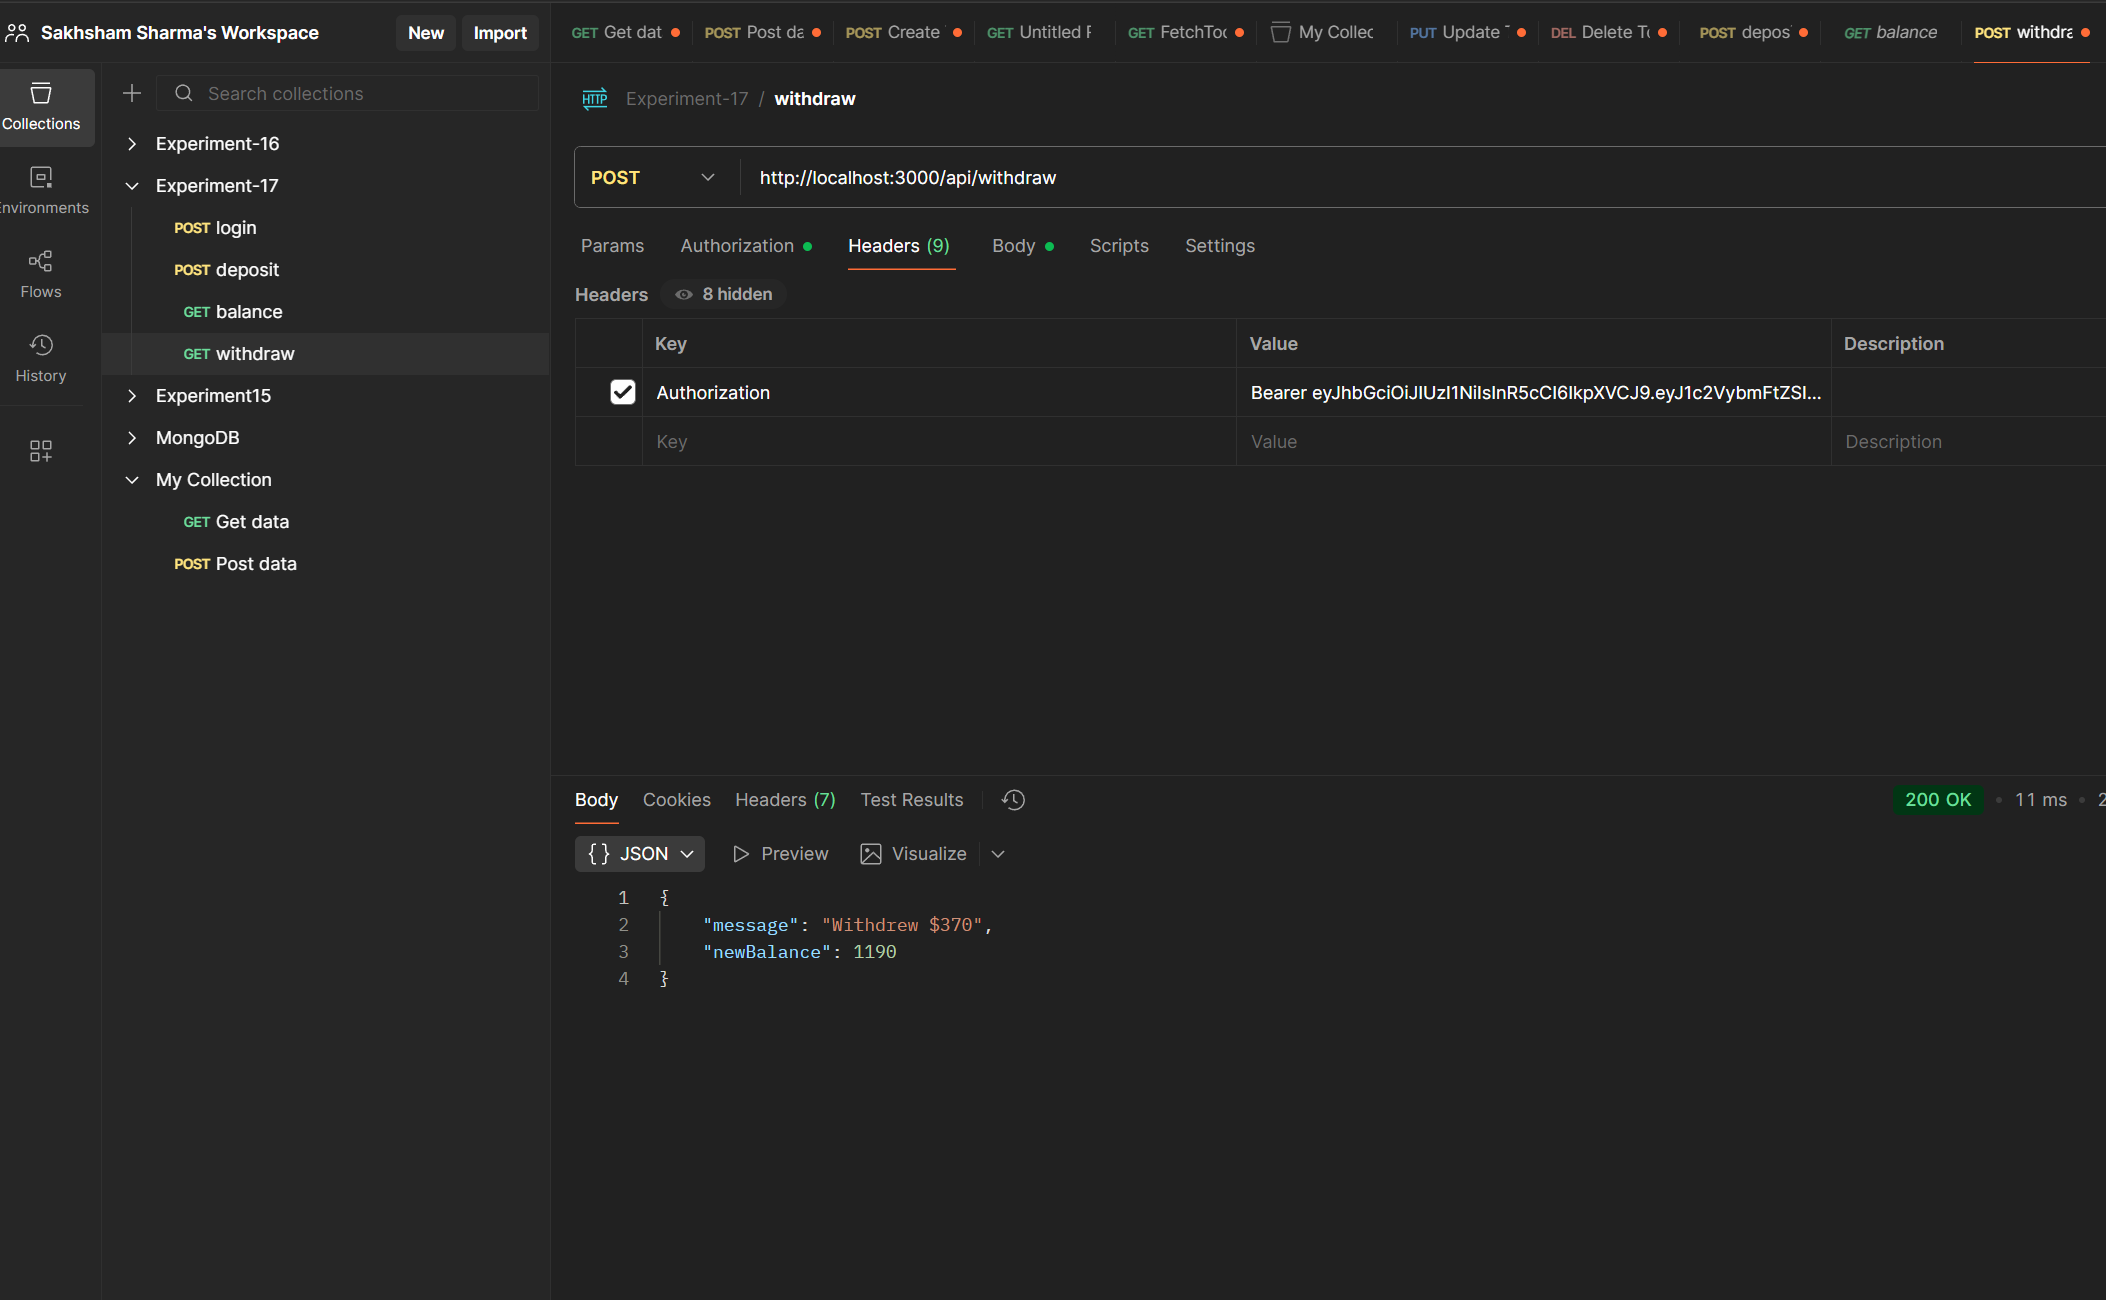 Sakhsham Sharma's Workspace
New
Import
GET Get dat
POST Post da
POST Create
GET Untitled
GET FetchToo
My Collec
PUT Update
DEL Delete To
POST depos
GET balance
POST withdra
Collections
Environments
Flows
History
Search collections
Experiment-16
Experiment-17
POST login
POST deposit
GET balance
GET withdraw
Experiment15
MongoDB
My Collection
GET Get data
POST Post data
HTTP Experiment-17 / withdraw
POST http://localhost:3000/api/withdraw
Params Authorization Headers (9) Body Scripts Settings
Headers 8 hidden
Key Value Description
Authorization Bearer eyJhbGciOiJIUzI1NiIsInR5cCI6IkpXVCJ9.eyJ1c2VybmFtZSI...
Key Value Description
Body Cookies Headers (7) Test Results
200 OK • 11 ms • 2
{} JSON Preview Visualize
1 {
2 "message": "Withdrew $370",
3 "newBalance": 1190
4 }